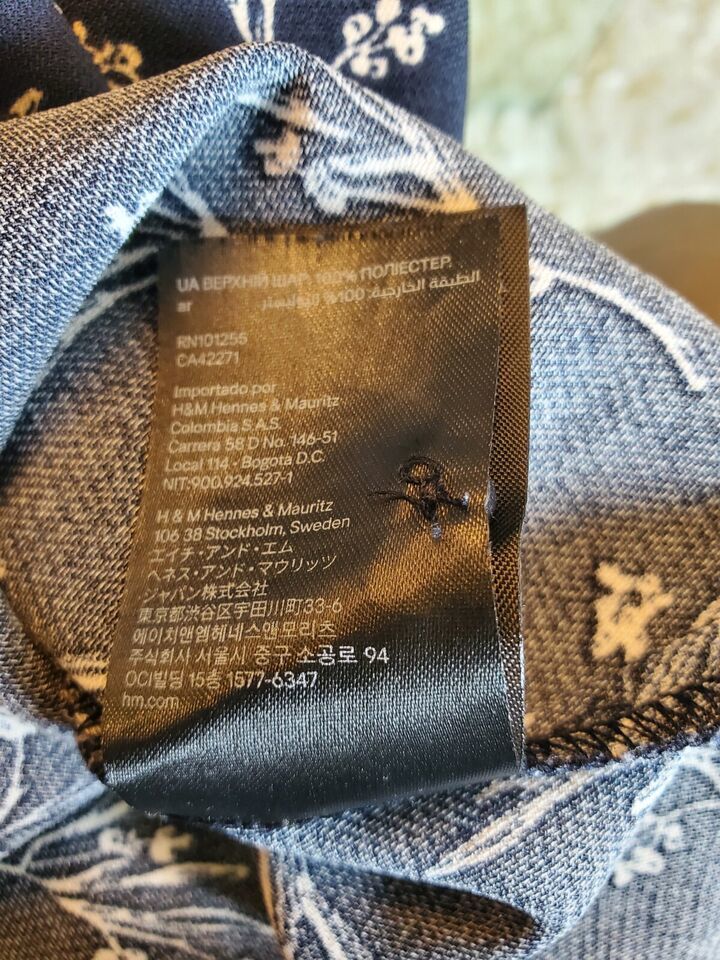 UA ВЕРХНІЙ ШАР. 100% ПОЛІЕСТЕР.
ar الطبقة الخارجية: 100% البوليستر
RN101255
CA42271
Importado por
H&M Hennes & Mauritz
Colombia S.A.S
Carrera 58 D No. 146-51
Local 114 - Bogota D.C.
NIT:900.924.527-1
H & M Hennes & Mauritz
106 38 Stockholm, Sweden
エイチ・アンド・エム
ヘネス・アンド・マウリッツ
ジャパン株式会社
東京都渋谷区宇田川町33-6
에이치앤엠헤네스앤모리츠
주식회사 서울시 중구 소공로 94
OCI빌딩 15층 1577-6347
hm.com